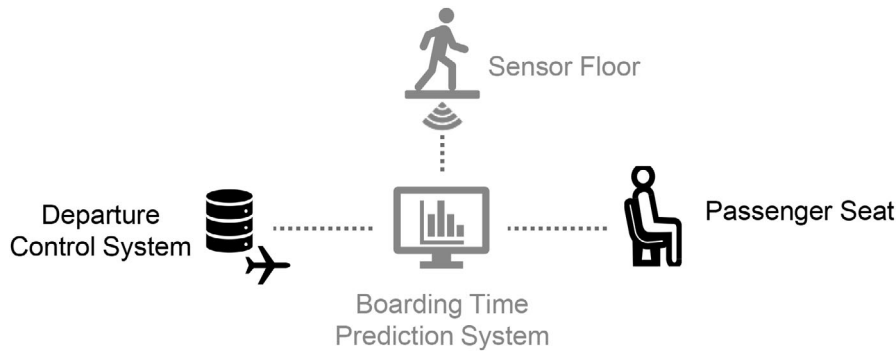 Sensor Floor
Departure
Control System
Passenger Seat
Boarding Time
Prediction System